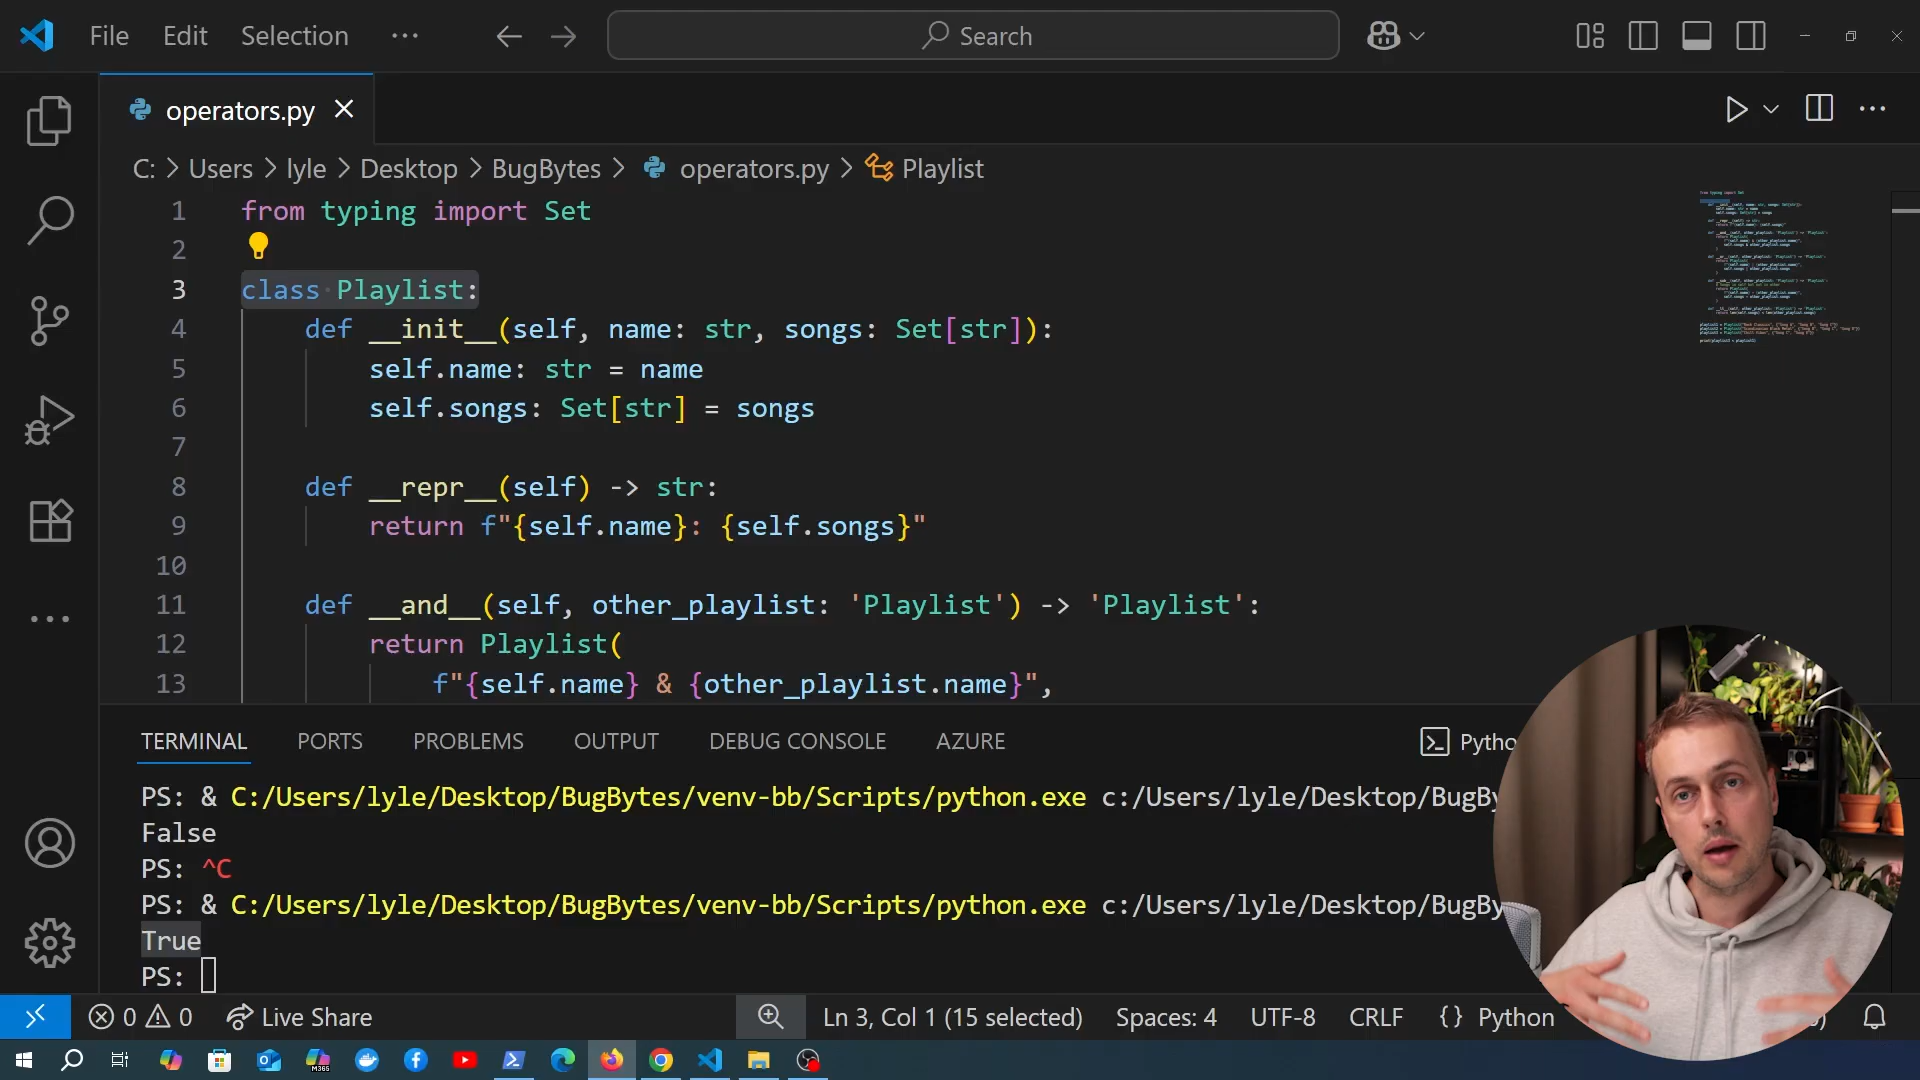 File Edit Selection ··· Search
operators.py
C: > Users > lyle > Desktop > BugBytes > operators.py > Playlist
1 from typing import Set
2
3 class Playlist:
4 def __init__(self, name: str, songs: Set[str]):
5 self.name: str = name
6 self.songs: Set[str] = songs
7
8 def __repr__(self) -> str:
9 return f"{self.name}: {self.songs}"
10
11 def __and__(self, other_playlist: 'Playlist') -> 'Playlist':
12 return Playlist(
13 f"{self.name} & {other_playlist.name}",
TERMINAL PORTS PROBLEMS OUTPUT DEBUG CONSOLE AZURE Pytho
PS: & C:/Users/lyle/Desktop/BugBytes/venv-bb/Scripts/python.exe c:/Users/lyle/Desktop/BugBy
False
PS: ^C
PS: & C:/Users/lyle/Desktop/BugBytes/venv-bb/Scripts/python.exe c:/Users/lyle/Desktop/BugBy
True
PS:
0 0 Live Share Ln 3, Col 1 (15 selected) Spaces: 4 UTF-8 CRLF {} Python